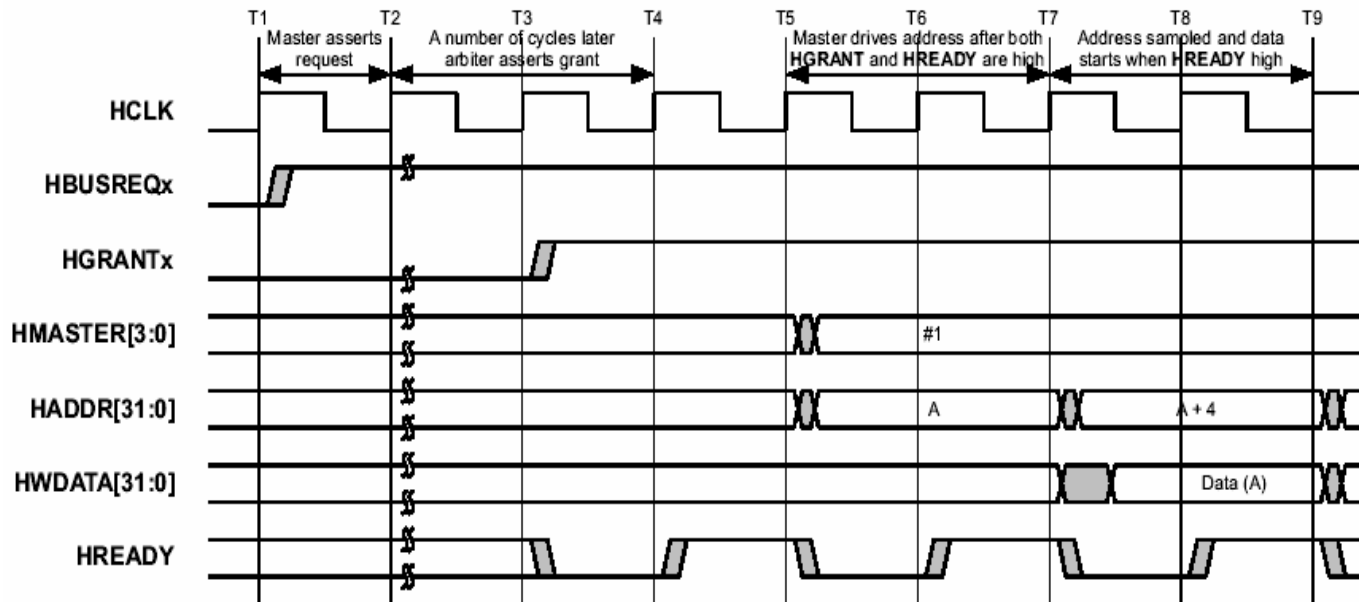 T1 T2 T3 T4 T5 T6 T7 T8 T9
Master asserts
request
A number of cycles later
arbiter asserts grant
Master drives address after both
HGRANT and HREADY are high
Address sampled and data
starts when HREADY high
HCLK
HBUSREQx
HGRANTx
HMASTER[3:0] #1
HADDR[31:0] A A + 4
HWDATA[31:0] Data (A)
HREADY